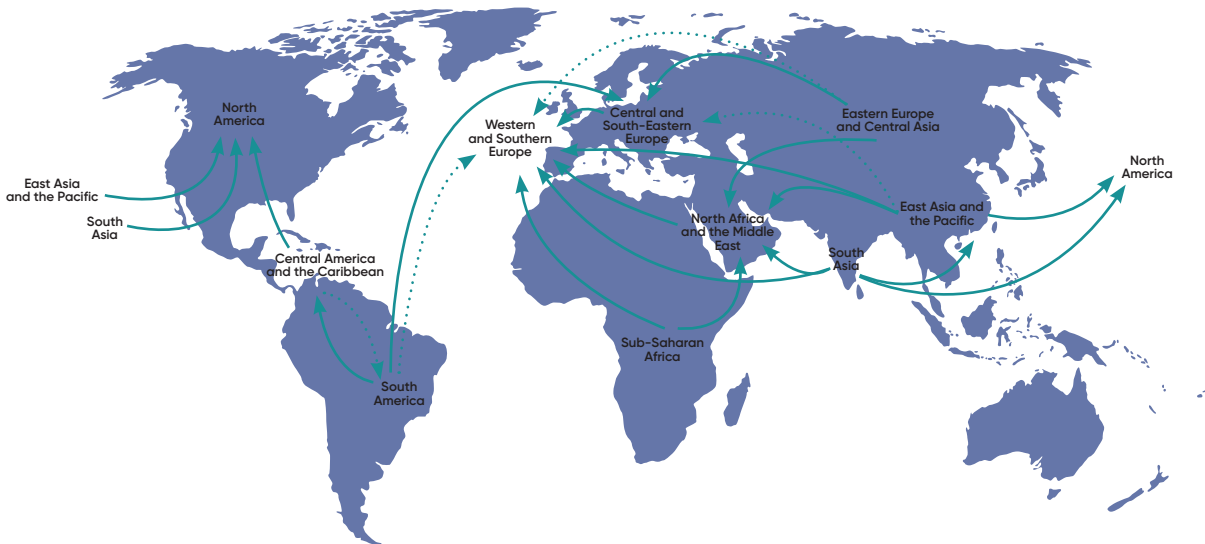 North
America
East Asia
and the Pacific
South
Asia
Central America
and the Caribbean
South
America
Western
and Southern
Europe
Central and
South-Eastern
Europe
Eastern Europe
and Central Asia
North Africa
and the Middle
East
South
Asia
East Asia and
the Pacific
Sub-Saharan
Africa
North
America